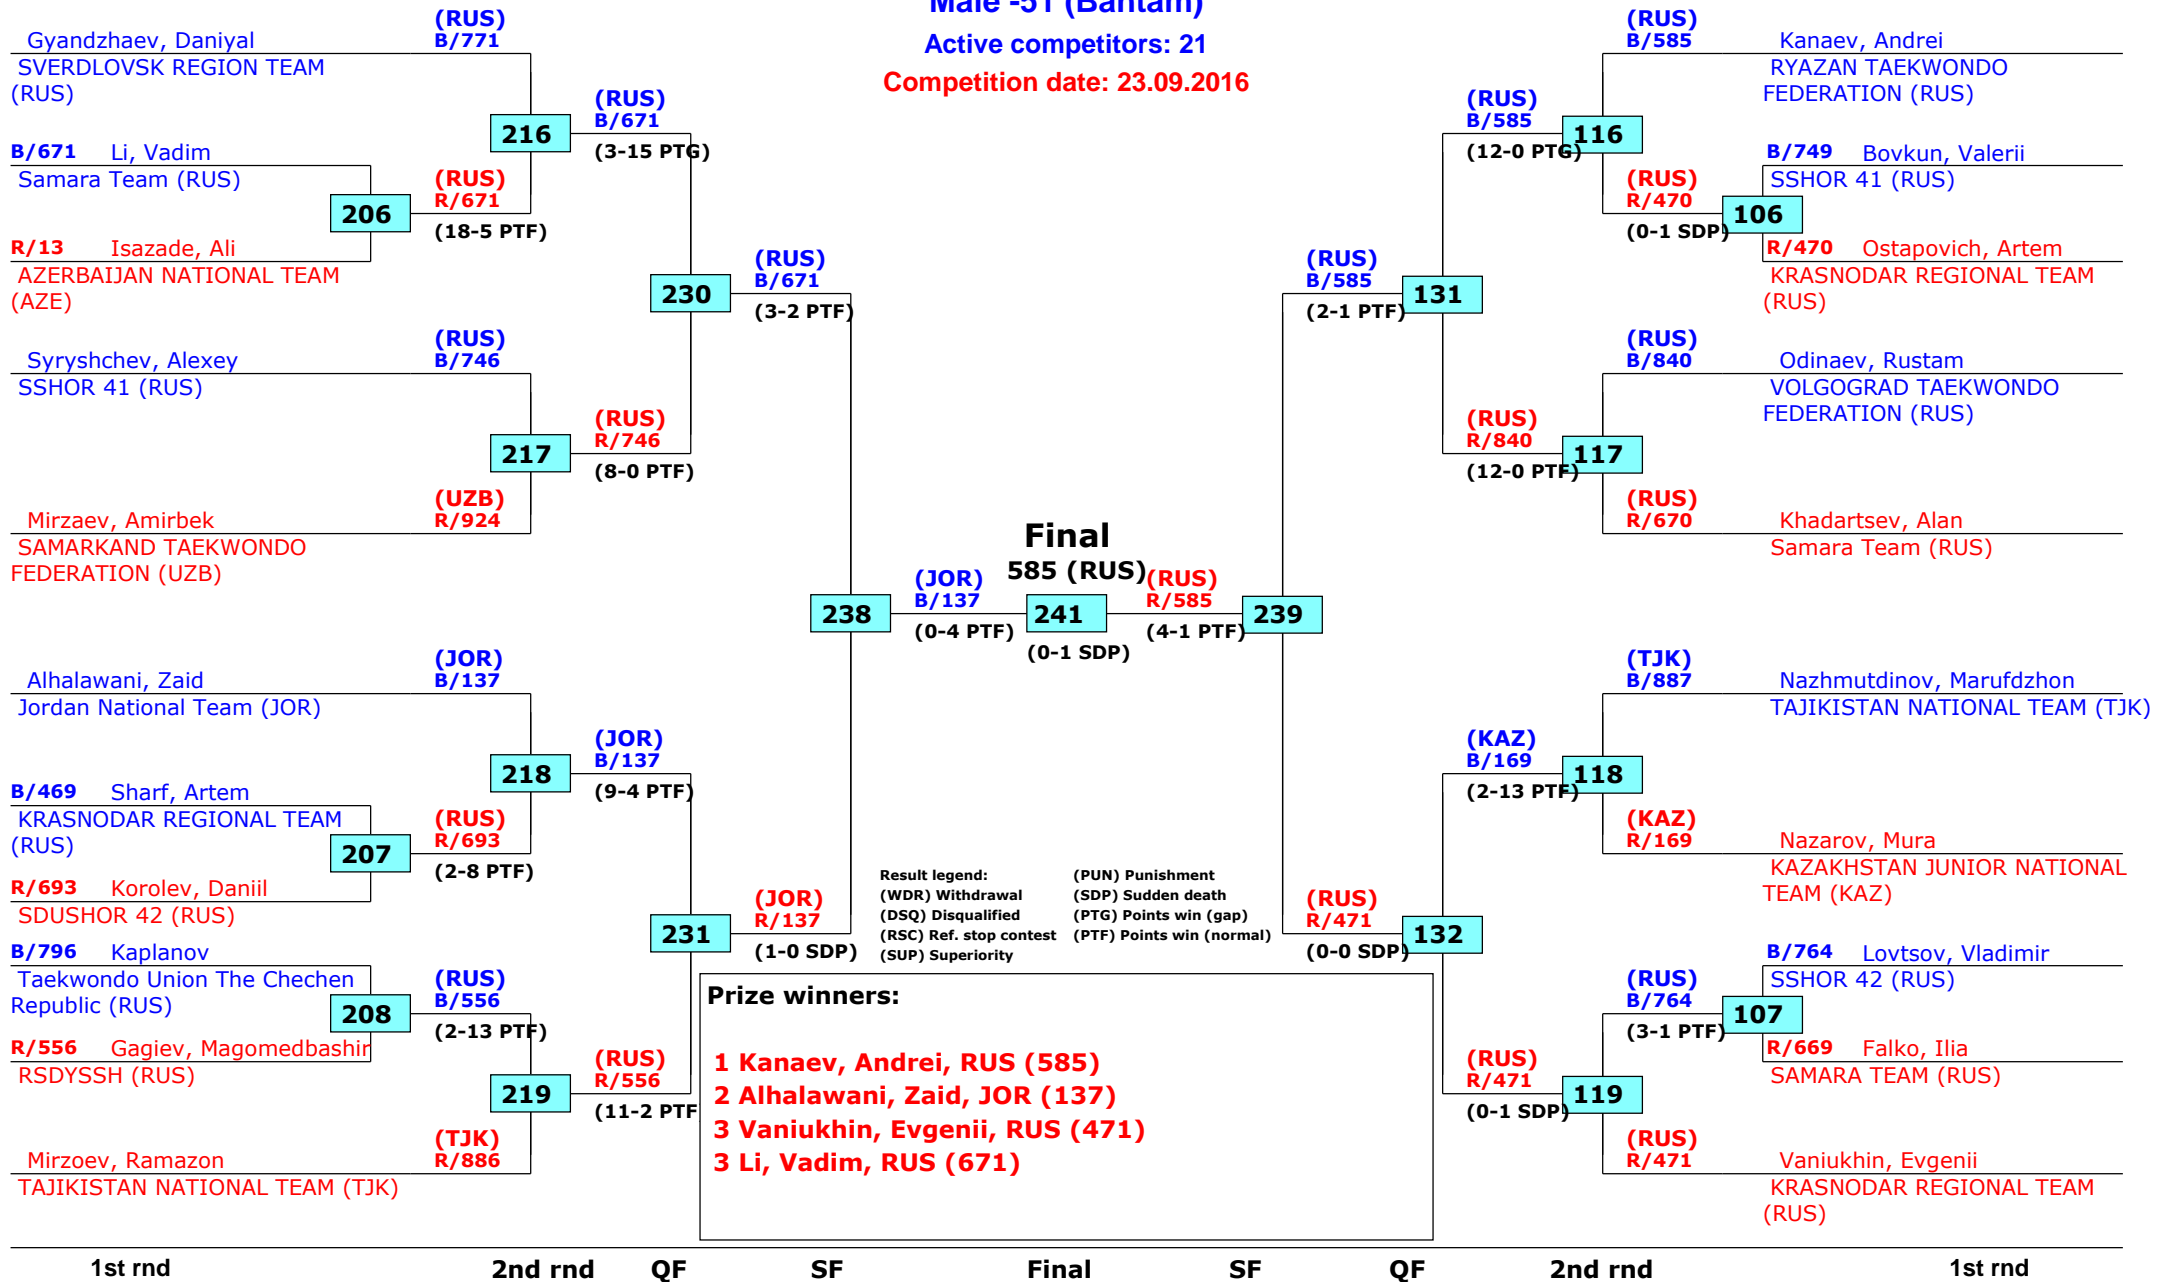 Male -51 (Bantam)
Active competitors: 21
Competition date: 23.09.2016
(RUS)
Gyandzhaev, Daniyal B/771
SVERDLOVSK REGION TEAM
(RUS)
216
(RUS)
B/671
(3-15 PTG)
B/671 Li, Vadim
Samara Team (RUS)
206
(RUS)
R/671
(18-5 PTF)
R/13 Isazade, Ali
AZERBAIJAN NATIONAL TEAM
(AZE)
230
(RUS)
B/671
(3-2 PTF)
(RUS)
Syryshchev, Alexey B/746
SSHOR 41 (RUS)
217
(RUS)
R/746
(8-0 PTF)
(UZB)
Mirzaev, Amirbek R/924
SAMARKAND TAEKWONDO
FEDERATION (UZB)
238
(JOR)
B/137
(0-4 PTF)
(JOR)
Alhalawani, Zaid B/137
Jordan National Team (JOR)
218
(JOR)
B/137
(9-4 PTF)
B/469 Sharf, Artem
KRASNODAR REGIONAL TEAM
(RUS)
207
(RUS)
R/693
(2-8 PTF)
R/693 Korolev, Daniil
SDUSHOR 42 (RUS)
231
(JOR)
R/137
(1-0 SDP)
B/796 Kaplanov
Taekwondo Union The Chechen
Republic (RUS)
208
(RUS)
B/556
(2-13 PTF)
R/556 Gagiev, Magomedbashir
RSDYSSH (RUS)
219
(RUS)
R/556
(11-2 PTF
(TJK)
Mirzoev, Ramazon R/886
TAJIKISTAN NATIONAL TEAM (TJK)
Final
585 (RUS)
241
(0-1 SDP)
(RUS)
R/585
(4-1 PTF)
239
(RUS)
B/585 Kanaev, Andrei
RYAZAN TAEKWONDO
FEDERATION (RUS)
(RUS)
B/585
(12-0 PTG)
116
B/749 Bovkun, Valerii
SSHOR 41 (RUS)
(RUS)
R/470
(0-1 SDP)
106
R/470 Ostapovich, Artem
KRASNODAR REGIONAL TEAM
(RUS)
(RUS)
B/585
(2-1 PTF)
131
(RUS)
B/840 Odinaev, Rustam
VOLGOGRAD TAEKWONDO
FEDERATION (RUS)
(RUS)
R/840
(12-0 PTF)
117
(RUS)
R/670 Khadartsev, Alan
Samara Team (RUS)
(TJK)
B/887 Nazhmutdinov, Marufdzhon
TAJIKISTAN NATIONAL TEAM (TJK)
(KAZ)
B/169
(2-13 PTF)
118
(KAZ)
R/169 Nazarov, Mura
KAZAKHSTAN JUNIOR NATIONAL
TEAM (KAZ)
(RUS)
R/471
(0-0 SDP)
132
B/764 Lovtsov, Vladimir
SSHOR 42 (RUS)
(RUS)
B/764
(3-1 PTF)
107
R/669 Falko, Ilia
SAMARA TEAM (RUS)
(RUS)
R/471
(0-1 SDP)
119
(RUS)
R/471 Vaniukhin, Evgenii
KRASNODAR REGIONAL TEAM
(RUS)
Result legend: (PUN) Punishment
(WDR) Withdrawal (SDP) Sudden death
(DSQ) Disqualified (PTG) Points win (gap)
(RSC) Ref. stop contest (PTF) Points win (normal)
(SUP) Superiority
Prize winners:
1 Kanaev, Andrei, RUS (585)
2 Alhalawani, Zaid, JOR (137)
3 Vaniukhin, Evgenii, RUS (471)
3 Li, Vadim, RUS (671)
1st rnd 2nd rnd QF SF Final SF QF 2nd rnd 1st rnd